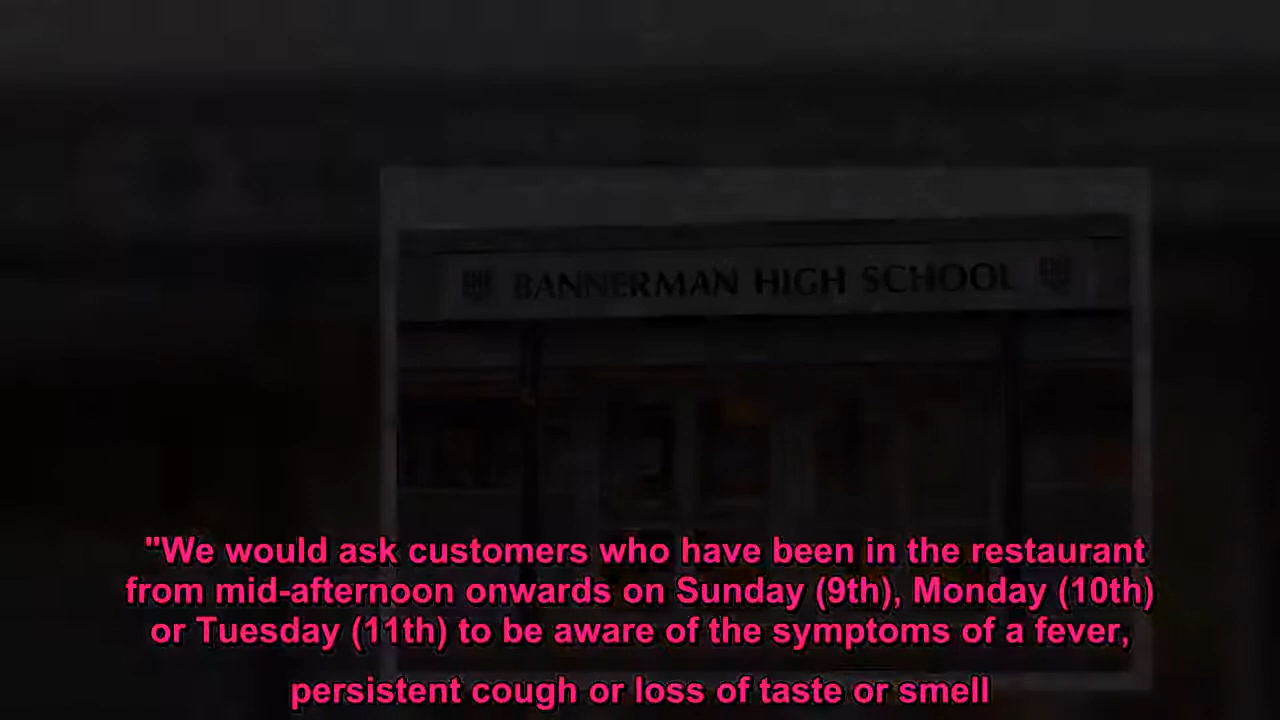 BANNERMAN HIGH SCHOOL
"We would ask customers who have been in the restaurant
from mid-afternoon onwards on Sunday (9th), Monday (10th)
or Tuesday (11th) to be aware of the symptoms of a fever,
persistent cough or loss of taste or smell